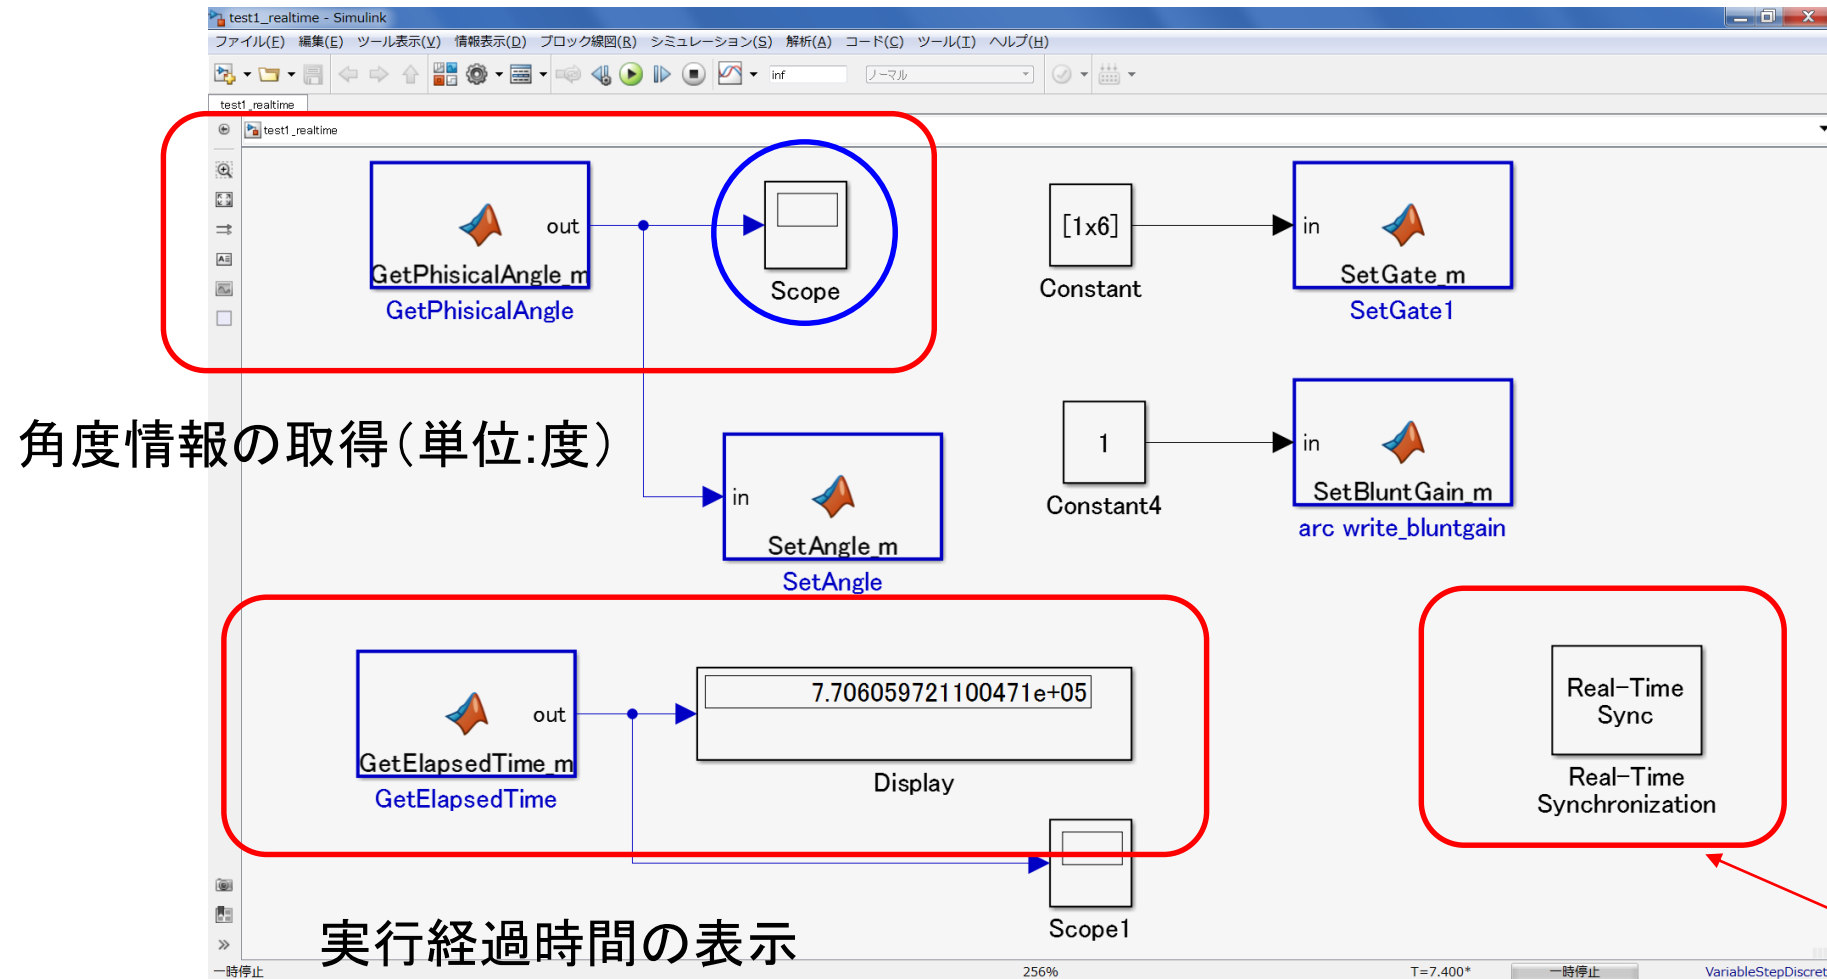 test1_realtime - Simulink
ファイル(F) 編集(E) ツール表示(V) 情報表示(D) ブロック線図(R) シミュレーション(S) 解析(A) コード(C) ツール(T) ヘルプ(H)
inf ノーマル
test1_realtime
test1_realtime
out
GetPhisicalAngle_m
GetPhisicalAngle
Scope
[1x6]
Constant
in
SetGate_m
SetGate1
角度情報の取得(単位:度)
in
SetAngle_m
SetAngle
1
Constant4
in
SetBluntGain_m
arc write_bluntgain
out
GetElapsedTime_m
GetElapsedTime
7.706059721100471e+05
Display
Scope1
Real-Time
Sync
Real-Time
Synchronization
実行経過時間の表示
一時停止 256% T=7.400* 一時停止 VariableStepDiscret